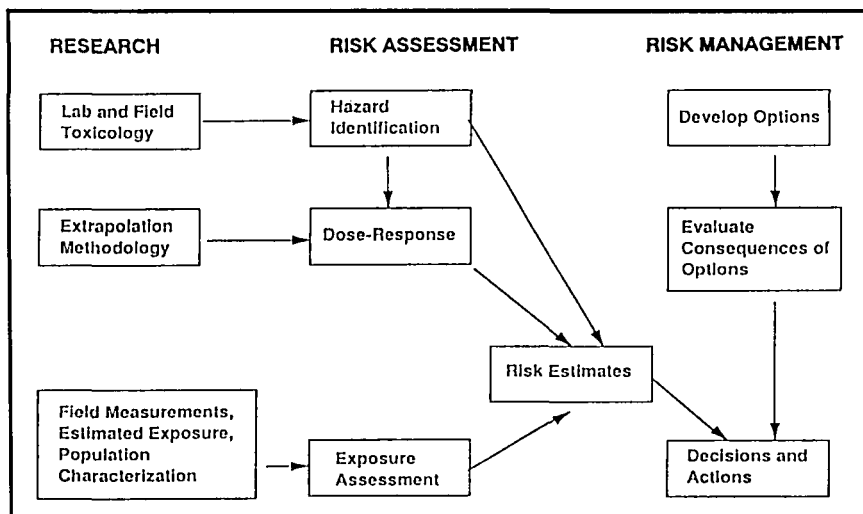 RESEARCH
RISK ASSESSMENT
RISK MANAGEMENT
Lab and Field
Toxicology
Hazard
Identification
Develop Options
Extrapolation
Methodology
Dose-Response
Evaluate
Consequences of
Options
Risk Estimates
Field Measurements,
Estimated Exposure,
Population
Characterization
Exposure
Assessment
Decisions and
Actions